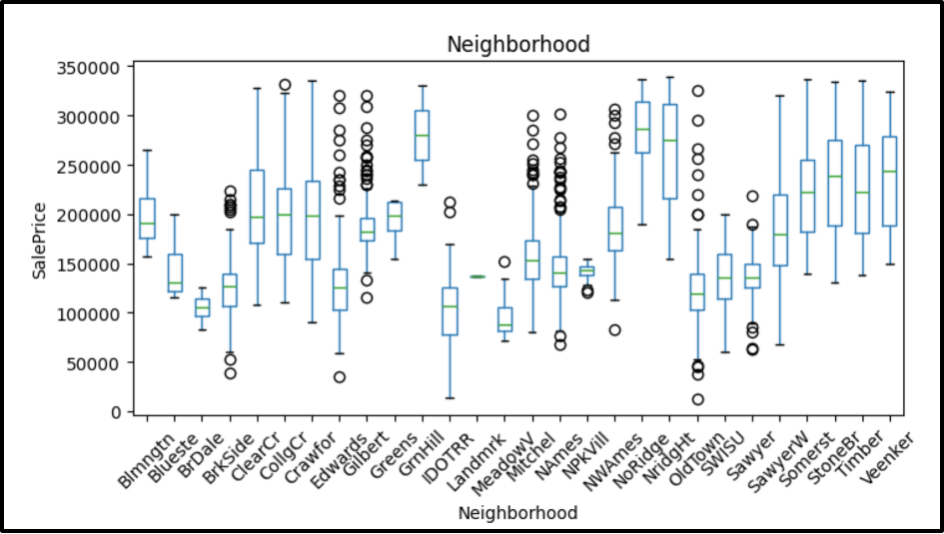 Neighborhood
350000
300000
250000
200000
150000
100000
50000
0
SalePrice
Blmngtn
Blueste
BrDale
BrkSide
ClearCr
CollgCr
Crawfor
Edwards
Gilbert
Greens
GrnHill
IDOTRR
Landmrk
MeadowV
Mitchel
NAmes
NPkVill
NWAmes
NoRidge
NridgHt
OldTown
SWISU
Sawyer
SawyerW
Somerst
StoneBr
Timber
Veenker
Neighborhood